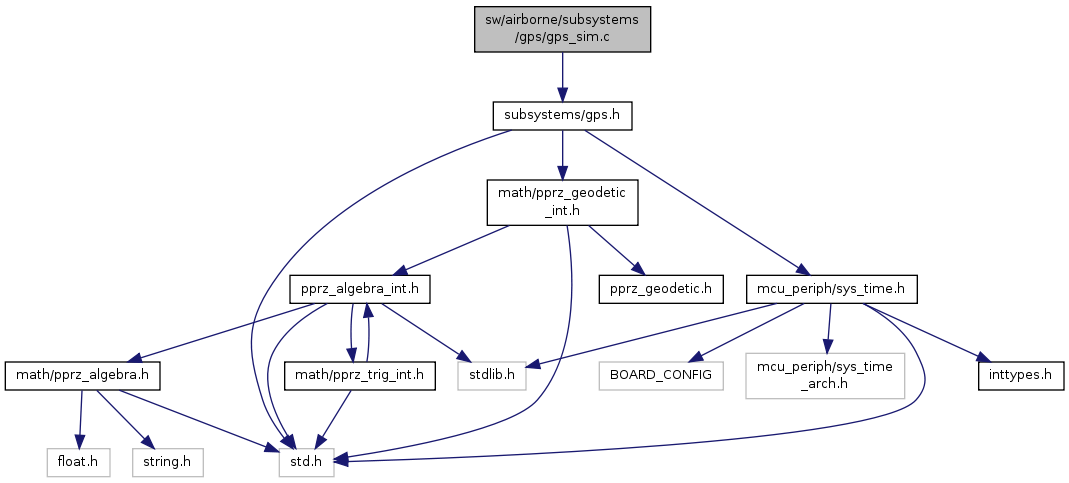 sw/airborne/subsystems
/gps/gps_sim.c
subsystems/gps.h
math/pprz_geodetic
_int.h
pprz_algebra_int.h
pprz_geodetic.h
mcu_periph/sys_time.h
math/pprz_algebra.h
math/pprz_trig_int.h
stdlib.h
BOARD_CONFIG
mcu_periph/sys_time
_arch.h
inttypes.h
float.h
string.h
std.h